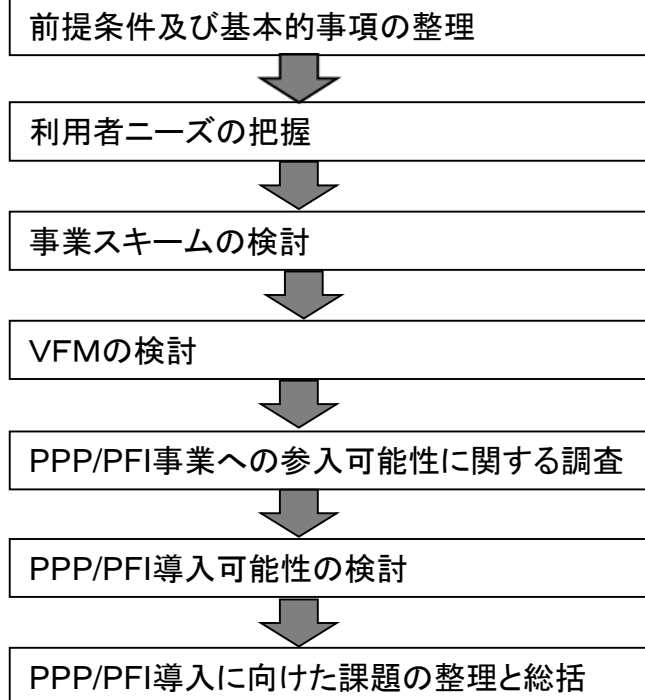 前提条件及び基本的事項の整理
利用者ニーズの把握
事業スキームの検討
VFMの検討
PPP/PFI事業への参入可能性に関する調査
PPP/PFI導入可能性の検討
PPP/PFI導入に向けた課題の整理と総括